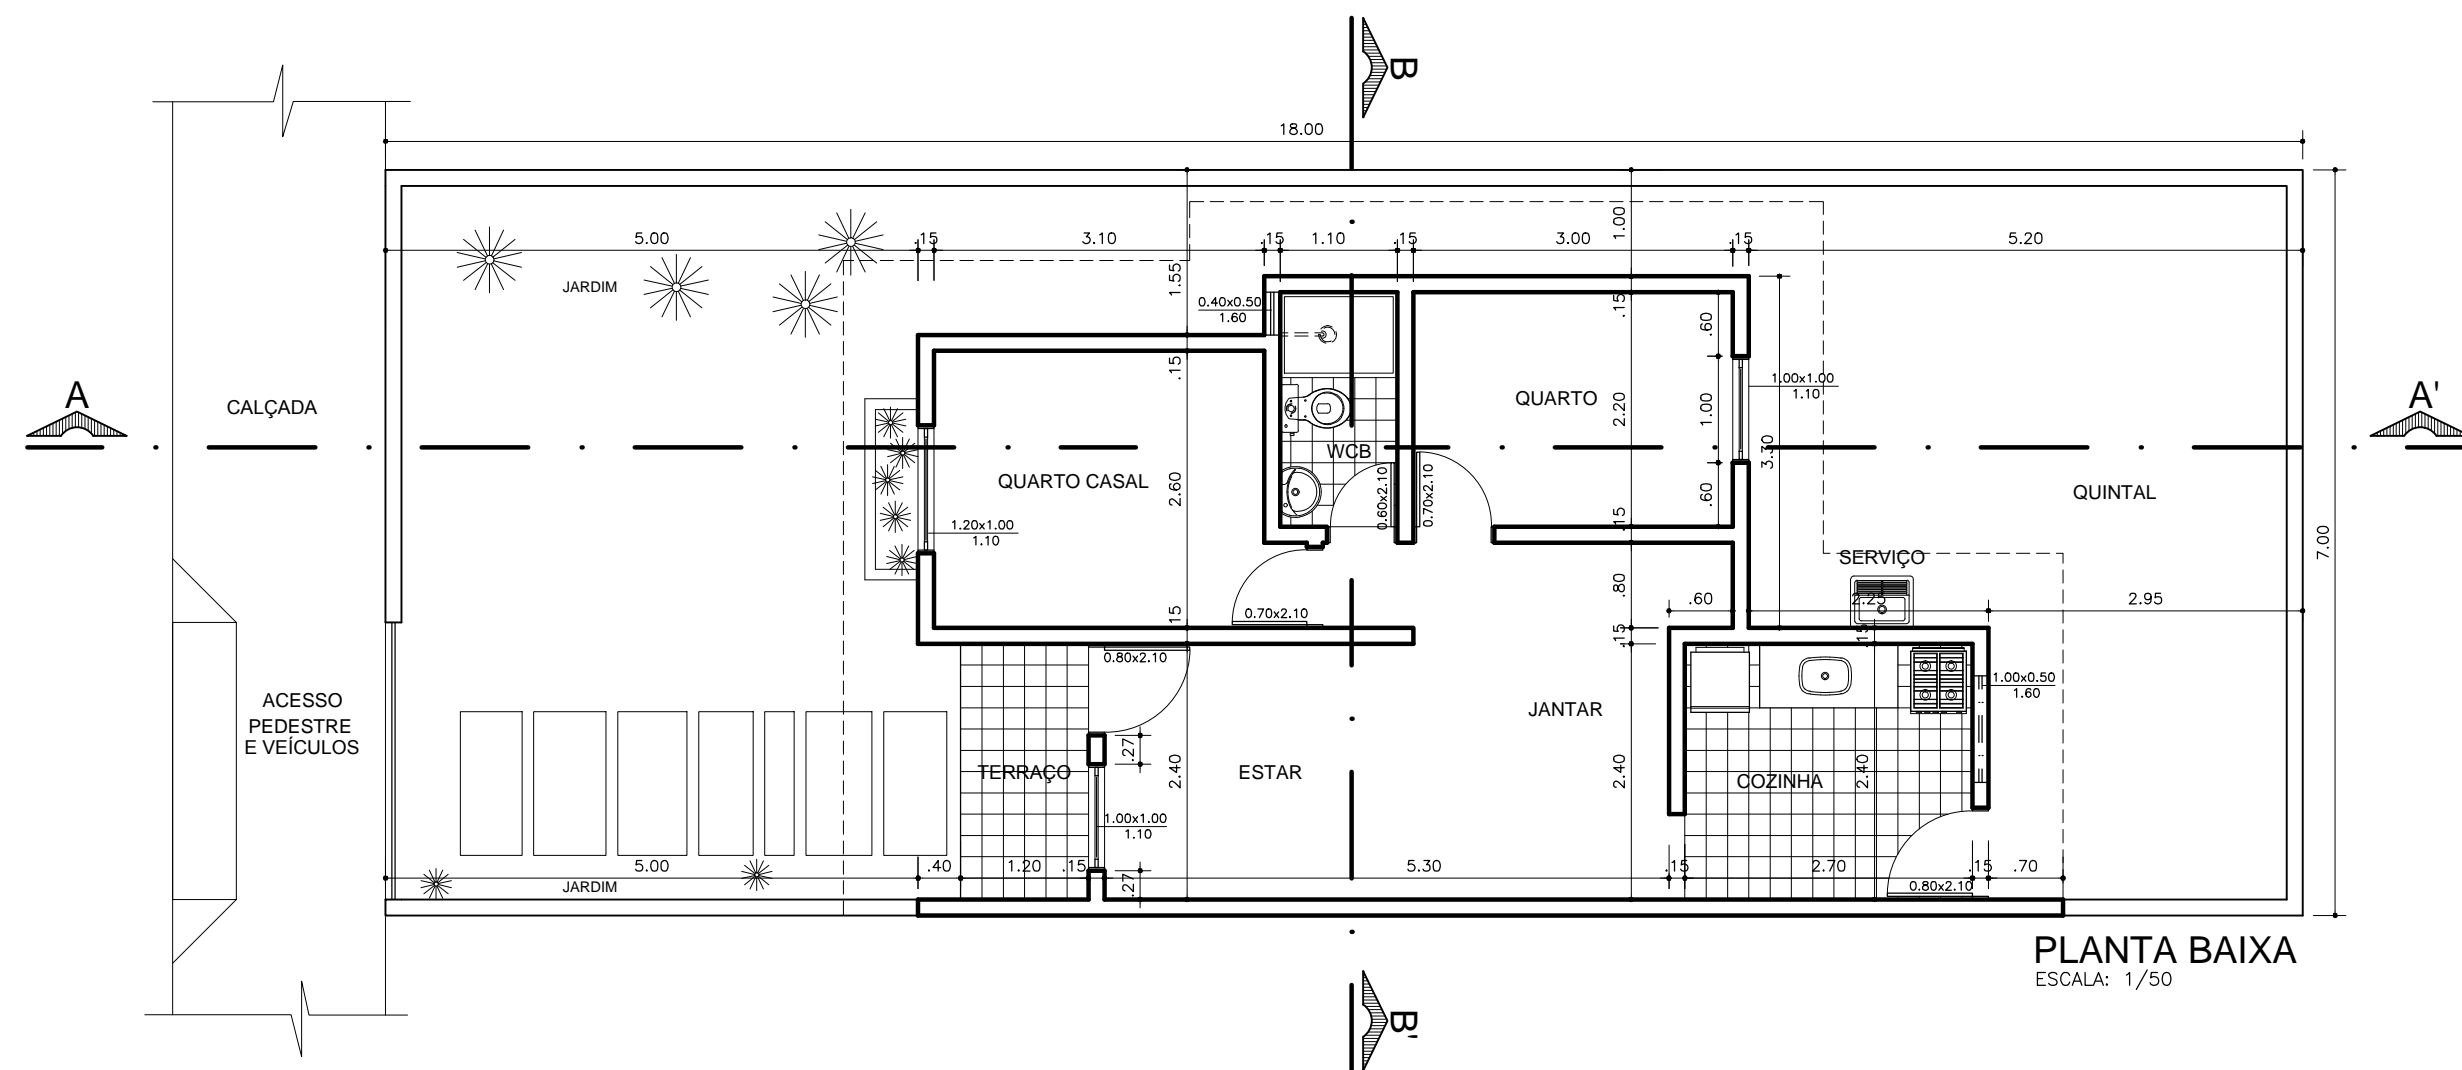 B
18.00
5.00
.15
3.10
.15
1.10
.15
3.00
.15
5.20
1.00
1.55
JARDIM
0.40x0.50
1.60
.15
.60
.15
A
CALÇADA
QUARTO
1.00x1.00
1.10
A'
2.20
1.00
3.30
WCB
QUARTO CASAL
2.60
0.60x2.10
0.70x2.10
.60
QUINTAL
1.20x1.00
1.10
.15
7.00
SERVIÇO
.80
.60
2.25
2.95
.15
0.70x2.10
.15
.15
0.80x2.10
1.00x0.50
1.60
ACESSO
PEDESTRE
E VEÍCULOS
JANTAR
.27
TERRAÇO
2.40
ESTAR
2.40
COZINHA
2.40
1.00x1.00
1.10
5.00
.40
1.20
.15
5.30
.15
2.70
.15
.70
JARDIM
.27
0.80x2.10
PLANTA BAIXA
ESCALA: 1/50
B'